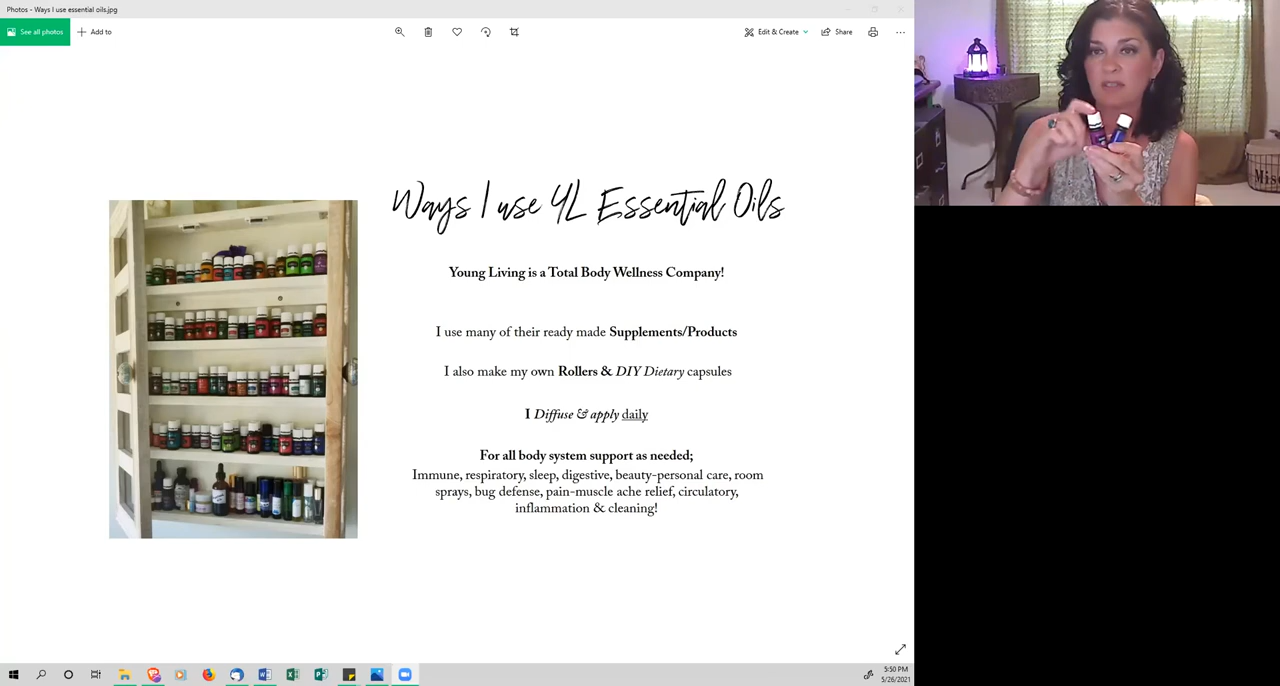 Photos - Ways I use essential oils.jpg
See all photos
Add to
Edit & Create
Share
Ways I use YL Essential Oils
Young Living is a Total Body Wellness Company!
I use many of their ready made Supplements/Products
I also make my own Rollers & DIY Dietary capsules
I Diffuse & apply daily
For all body system support as needed;
Immune, respiratory, sleep, digestive, beauty-personal care, room
sprays, bug defense, pain-muscle ache relief, circulatory,
inflammation & cleaning!
5:50 PM
5/26/2021